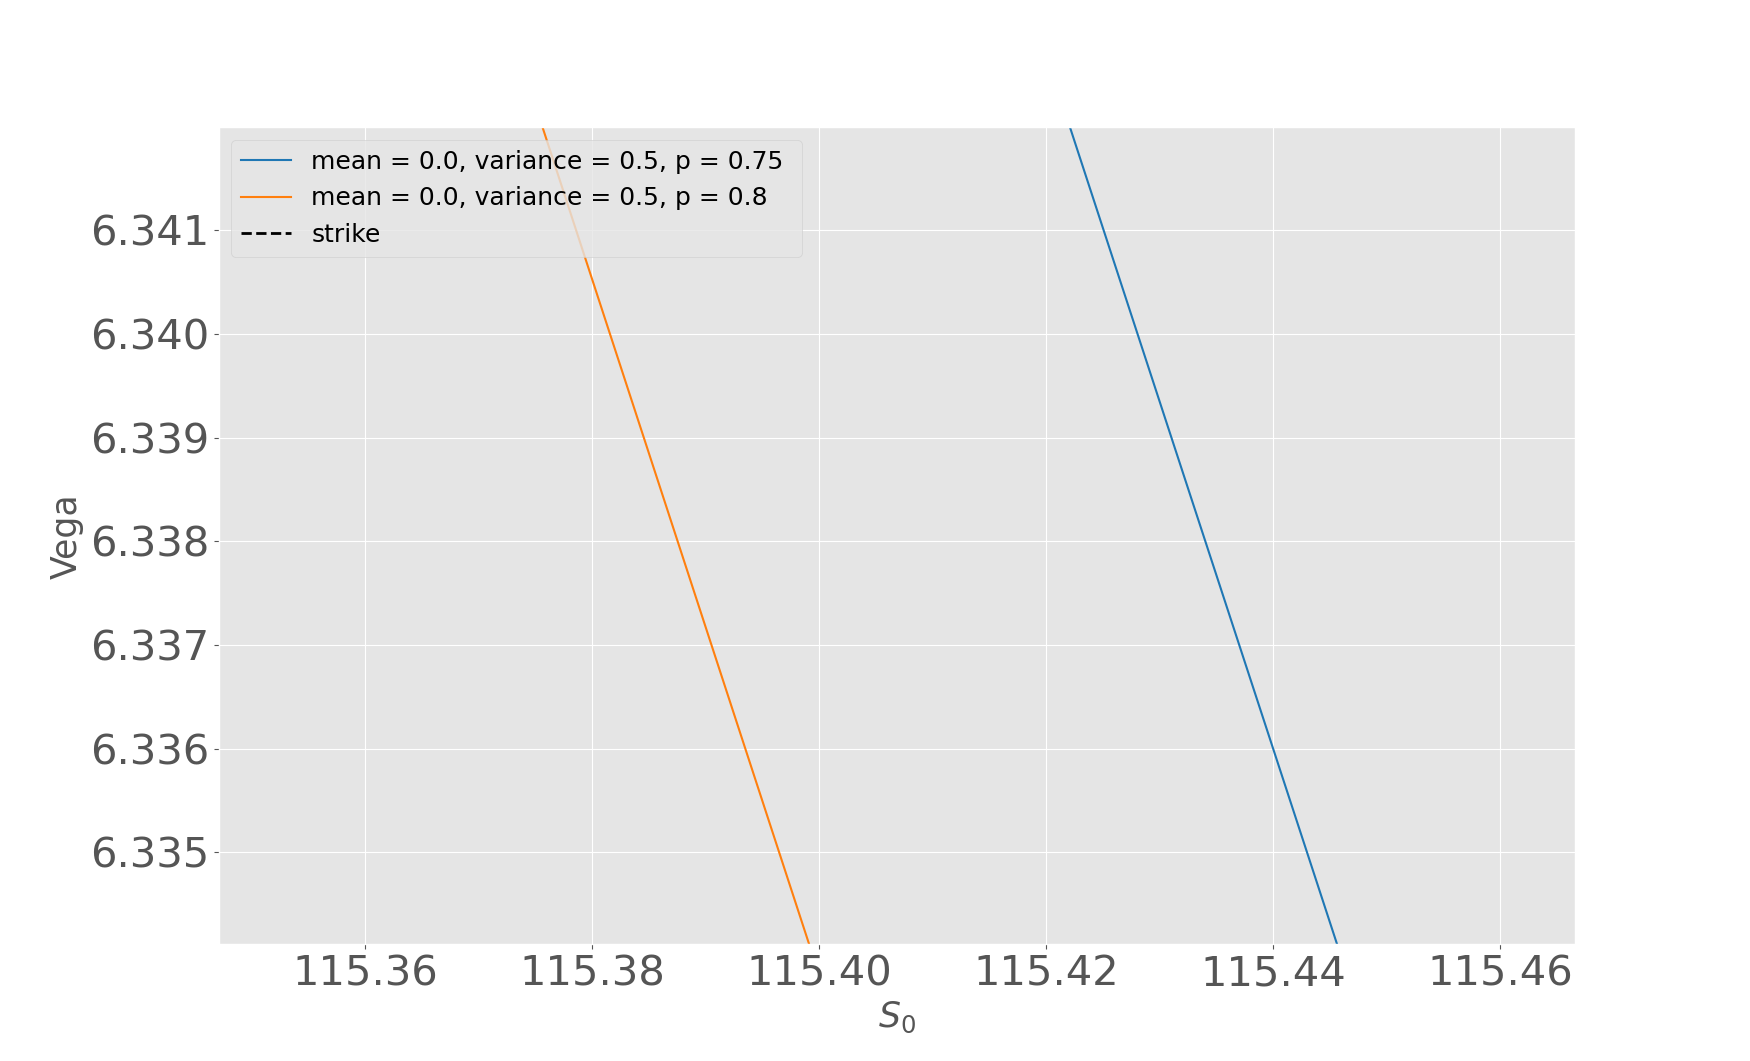 mean = 0.0, variance = 0.5, p = 0.75
mean = 0.0, variance = 0.5, p = 0.8
strike
6.341
6.340
6.339
6.338
6.337
6.336
6.335
Vega
115.36 115.38 115.40 115.42 115.44 115.46
S₀